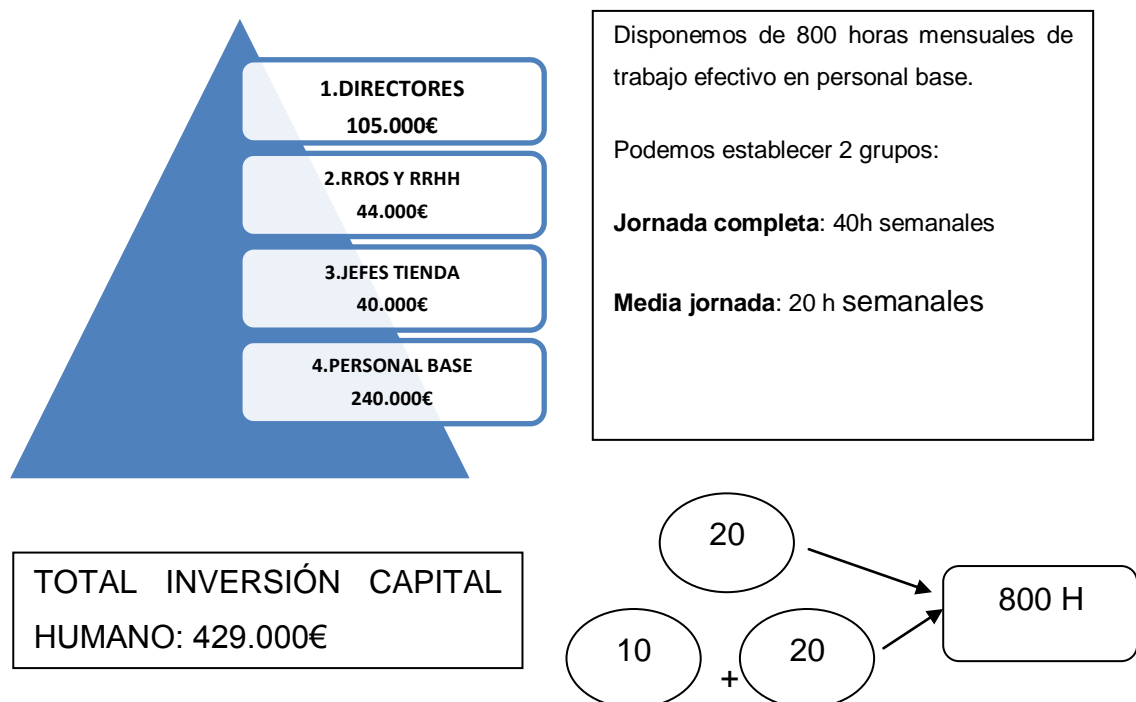 1.DIRECTORES
105.000€
2.RROS Y RRHH
44.000€
3.JEFES TIENDA
40.000€
4.PERSONAL BASE
240.000€
Disponemos de 800 horas mensuales de
trabajo efectivo en personal base.
Podemos establecer 2 grupos:
Jornada completa: 40h semanales
Media jornada: 20 h semanales
TOTAL INVERSIÓN CAPITAL
HUMANO: 429.000€
20
10 + 20
800 H